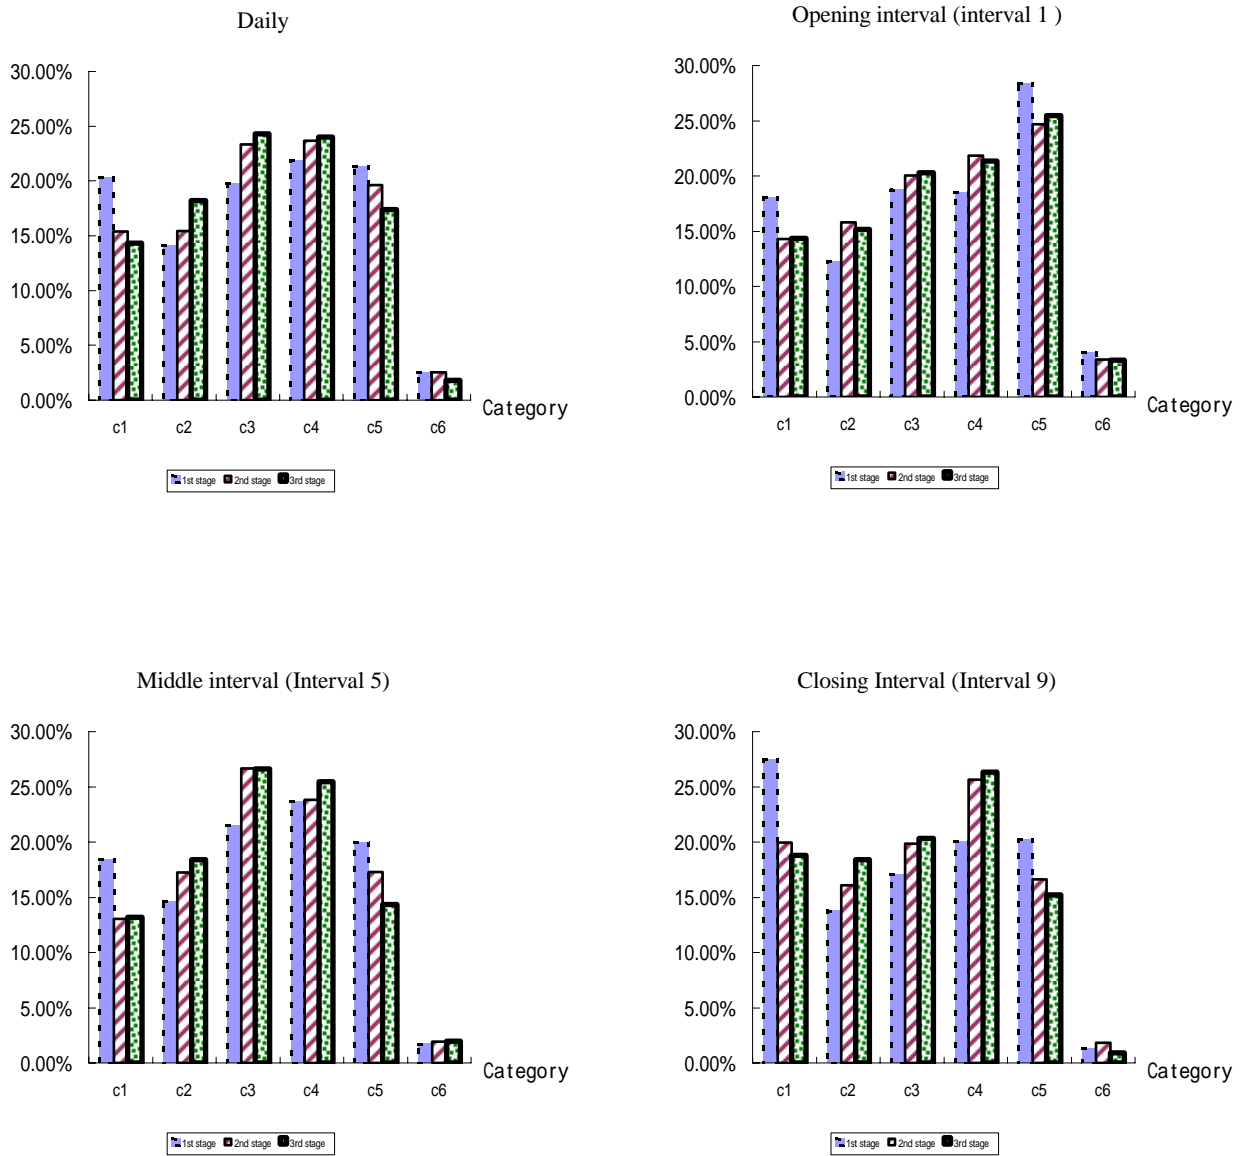 Daily
30.00%
25.00%
20.00%
15.00%
10.00%
5.00%
0.00%
c1 c2 c3 c4 c5 c6
Category
1st stage 2nd stage 3rd stage
Opening interval (interval 1 )
30.00%
25.00%
20.00%
15.00%
10.00%
5.00%
0.00%
c1 c2 c3 c4 c5 c6
Category
1st stage 2nd stage 3rd stage
Middle interval (Interval 5)
30.00%
25.00%
20.00%
15.00%
10.00%
5.00%
0.00%
c1 c2 c3 c4 c5 c6
Category
1st stage 2nd stage 3rd stage
Closing Interval (Interval 9)
30.00%
25.00%
20.00%
15.00%
10.00%
5.00%
0.00%
c1 c2 c3 c4 c5 c6
Category
1st stage 2nd stage 3rd stage